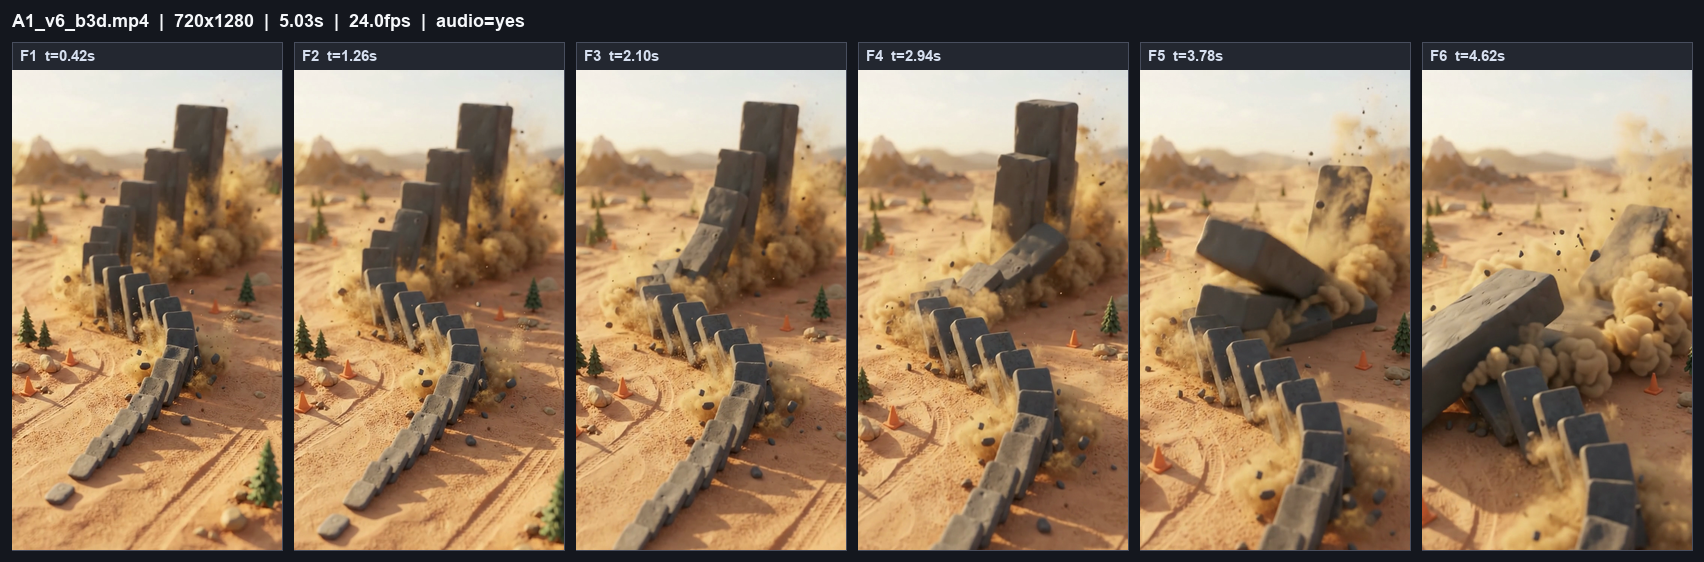 A1_v6_b3d.mp4 | 720x1280 | 5.03s | 24.0fps | audio=yes
F1 t=0.42s
F2 t=1.26s
F3 t=2.10s
F4 t=2.94s
F5 t=3.78s
F6 t=4.62s